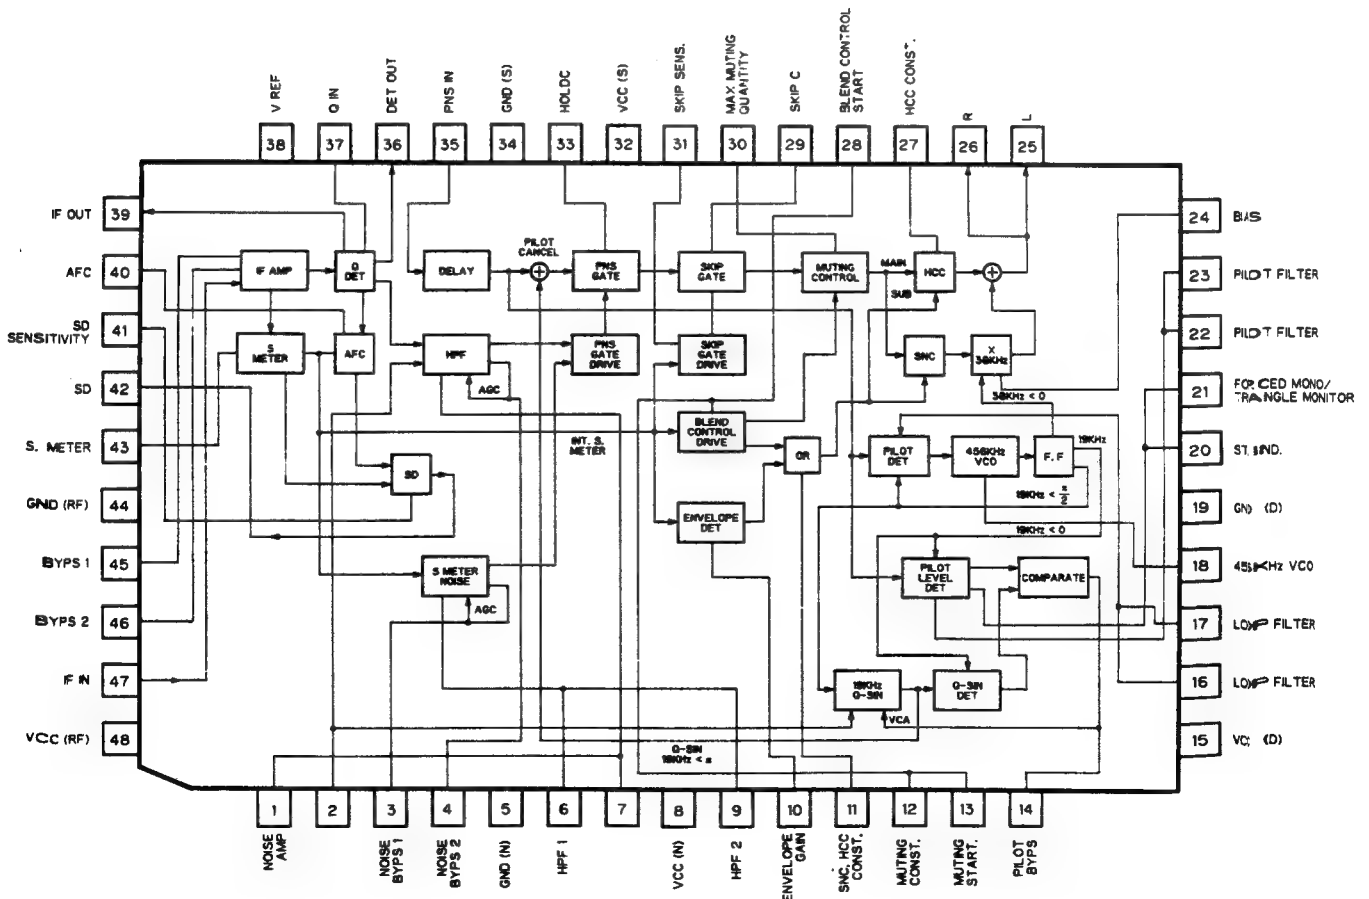 V REF
Q IN
DET OUT
PNS IN
GND (S)
HOLDC
VCC (S)
SKIP SENS.
MAX MUTING
QUANTITY
SKIP C
BLEND CONTROL
START
HCC CONST.
R
L
38
37
36
35
34
33
32
31
30
29
28
27
26
25
IF OUT
39
AFC
40
SD
SENSITIVITY
41
SD
42
S. METER
43
GND (RF)
44
BYPS 1
45
BYPS 2
46
IF IN
47
VCC (RF)
48
24
BIAS
23
PILOT FILTER
22
PILOT FILTER
21
FORCED MONO/
TRIANGLE MONITOR
20
ST. IND.
19
GND (D)
18
456KHz VCO
17
LOOP FILTER
16
LOOP FILTER
15
(D)
IF AMP
Q
DET
DELAY
PILOT
CANCEL
PNS
GATE
SKIP
GATE
MUTING
CONTROL
MAIN
SUB
HCC
S
METER
AFC
HPF
AGC
PNS
GATE
DRIVE
SKIP
GATE
DRIVE
SNC
X
38KHz
38KHz < 0
BLEND
CONTROL
DRIVE
INT. S.
METER
OR
PILOT
DET
456KHz
VCO
F. F
19KHz
19KHz < π/2
SD
ENVELOPE
DET
19KHz < 0
S METER
NOISE
AGC
PILOT
LEVEL
DET
COMPARATE
19KHz
Q-SIN
VCA
Q-SIN
DET
Q-SIN
19KHz < π
1
2
3
4
5
6
7
8
9
10
11
12
13
14
NOISE
AMP
NOISE
BYPS 1
NOISE
BYPS 2
GND (N)
HPF 1
VCC (N)
HPF 2
ENVELOPE
GAIN
SNC, HCC
CONST.
MUTING
CONST.
MUTING
START.
PILOT
BYPS